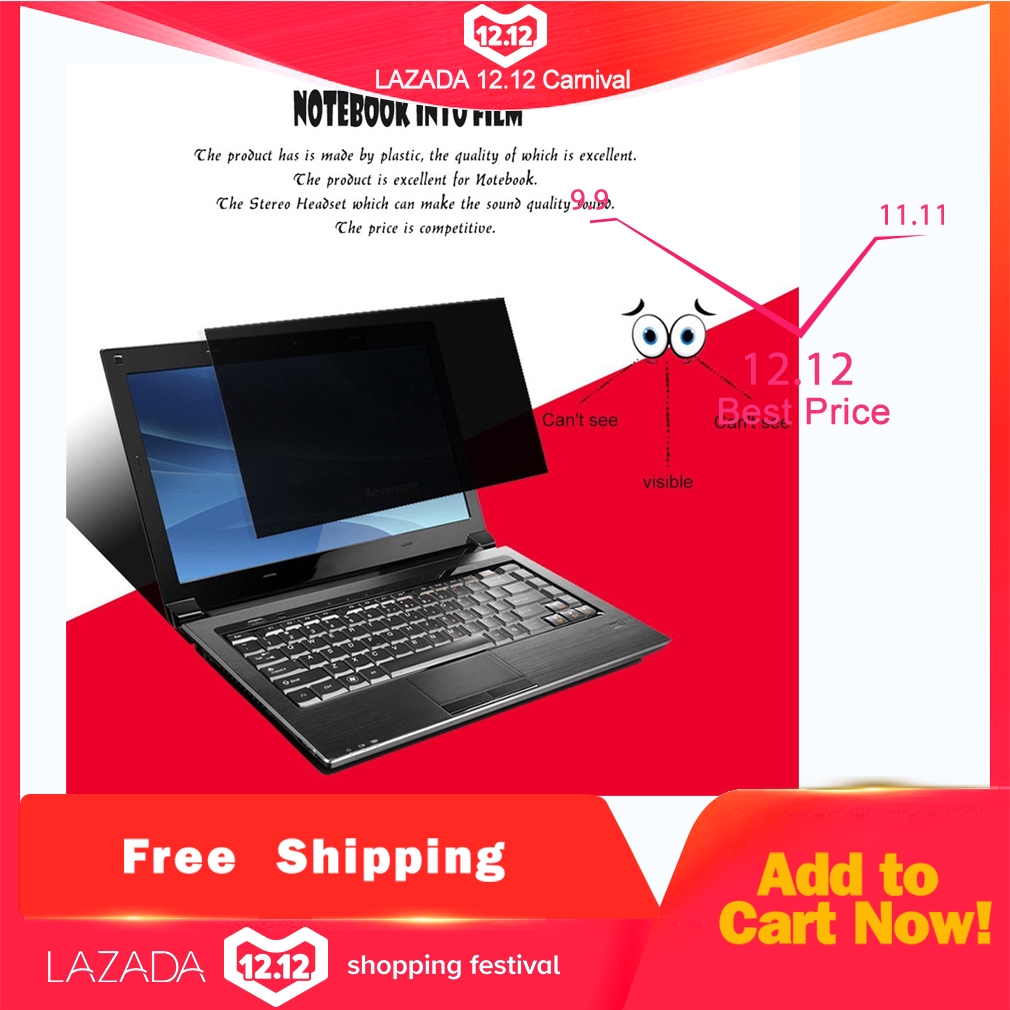 12.12
LAZADA 12.12 Carnival
NOTEBOOK INTO FILM
The product has is made by plastic, the quality of which is excellent.
The product is excellent for Notebook.
The Stereo Headset which can make the sound quality sound.
The price is competitive.
9.9
11.11
12.12
Best Price
Can't see
Can't see
visible
lenovo
Free Shipping
Add to
Cart Now!
LAZADA 12.12 shopping festival